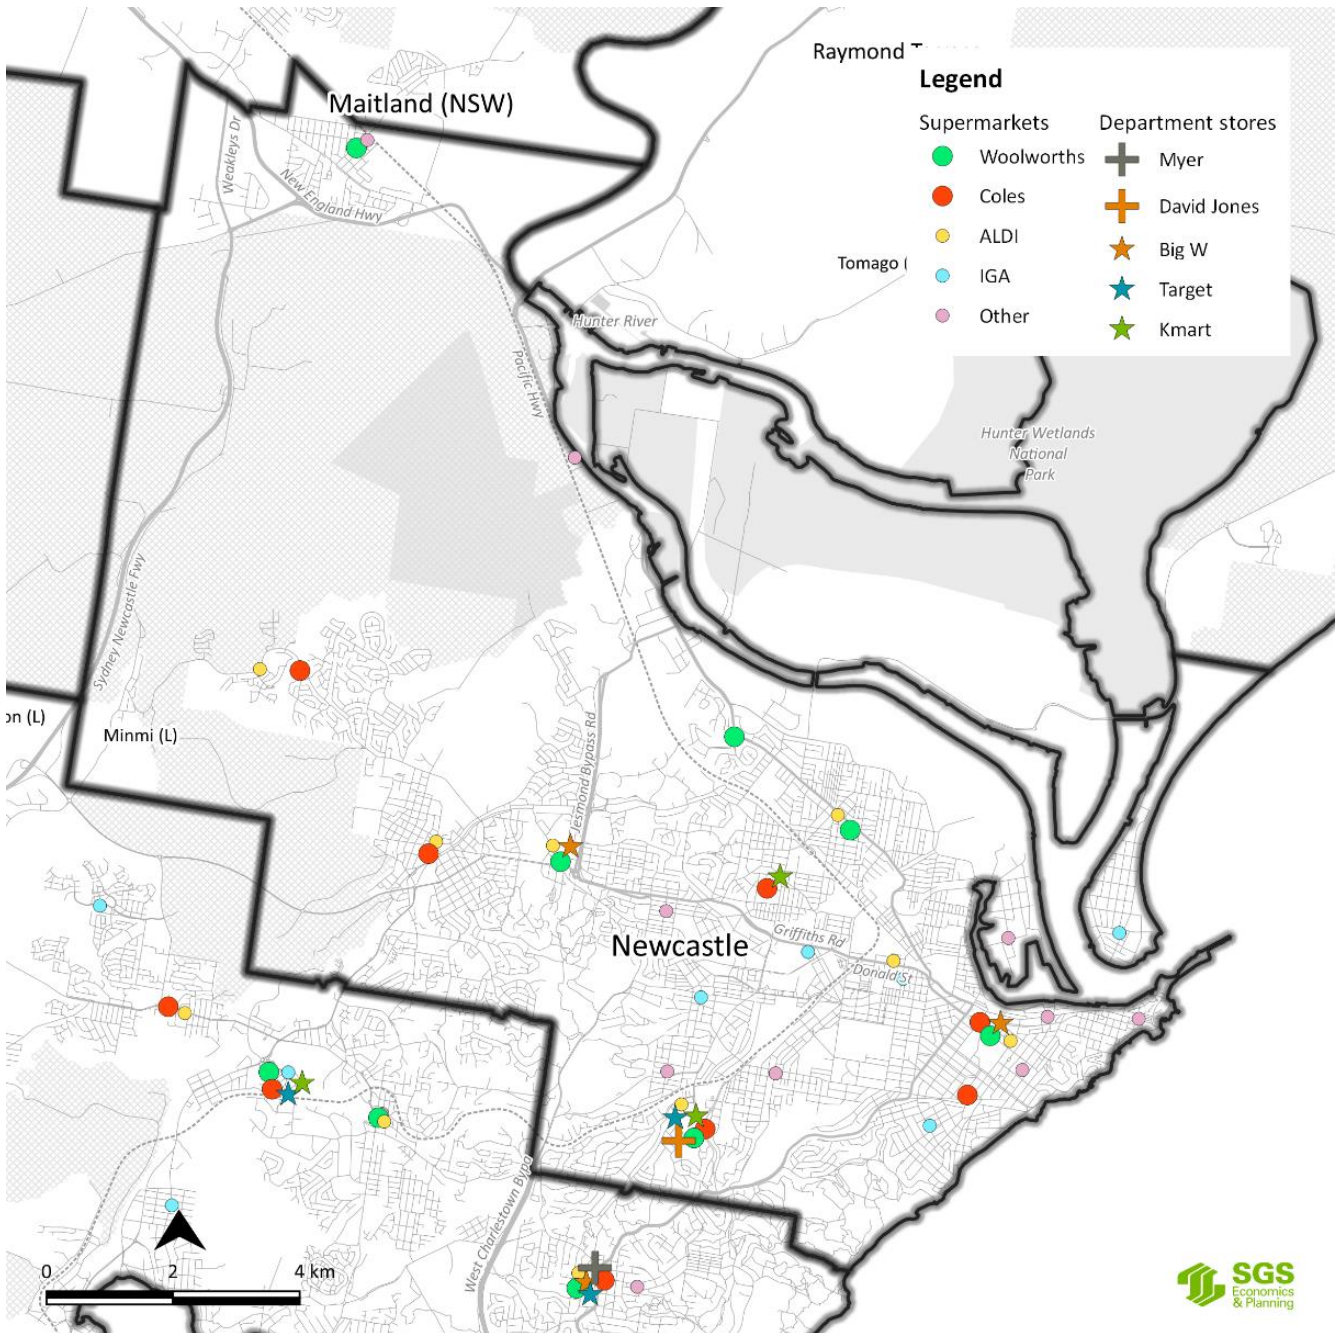 Raymond
Legend
Maitland (NSW)
Supermarkets
Department stores
Woolworths
Myer
Weakleys Dr
New England Hwy
Coles
David Jones
ALDI
Big W
Tomago (
IGA
Target
Hunter River
Other
Kmart
Pacific Hwy
Hunter Wetlands
National
Park
Sydney Newcastle Fwy
on (L)
Minmi (L)
Jesmond Bypass Rd
Griffiths Rd
Newcastle
Donald St
West Charlestown Bypa
0
2
4 km
SGS
Economics
& Planning